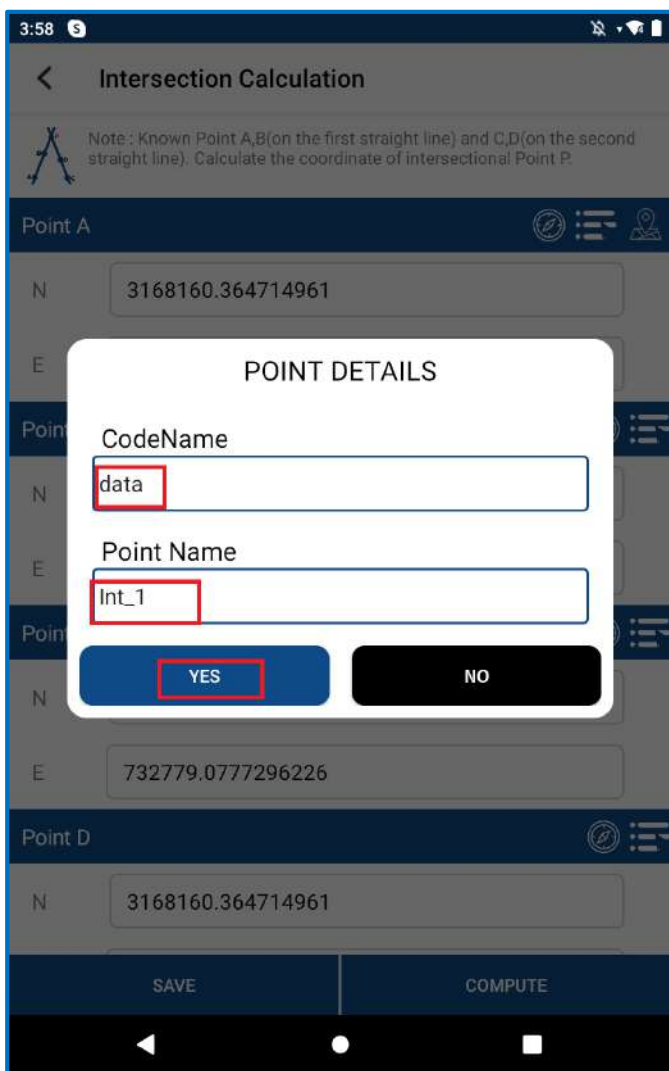 3:58 S
Intersection Calculation
Note : Known Point A,B(on the first straight line) and C,D(on the second
straight line). Calculate the coordinate of intersectional Point P.
Point A
N 3168160.364714961
E
POINT DETAILS
Poin
CodeName
N
data
Point Name
E
Int_1
Poin
YES NO
N
E 732779.0777296226
Point D
N 3168160.364714961
SAVE COMPUTE